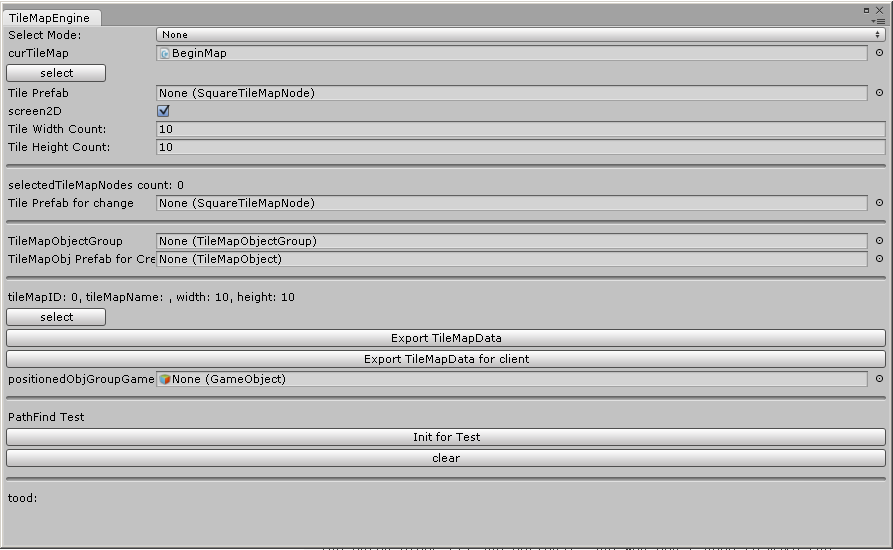 TileMapEngine
Select Mode: None
curTileMap BeginMap
select
Tile Prefab None (SquareTileMapNode)
screen2D
Tile Width Count: 10
Tile Height Count: 10
selectedTileMapNodes count: 0
Tile Prefab for change None (SquareTileMapNode)
TileMapObjectGroup None (TileMapObjectGroup)
TileMapObj Prefab for Cre None (TileMapObject)
tileMapID: 0, tileMapName: , width: 10, height: 10
select
Export TileMapData
Export TileMapData for client
positionedObjGroupGame None (GameObject)
PathFind Test
Init for Test
clear
tood: